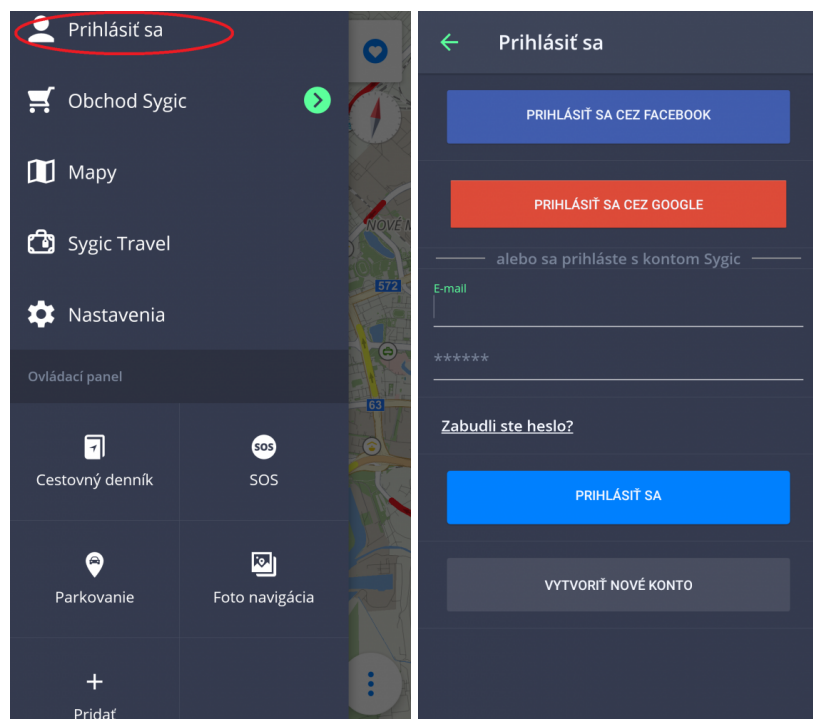 Prihlásiť sa
Obchod Sygic
Mapy
Sygic Travel
Nastavenia
Ovládací panel
Cestovný denník
SOS
SOS
Parkovanie
Foto navigácia
Pridať
NOVÉ
572
63
Prihlásiť sa
PRIHLÁSIŤ SA CEZ FACEBOOK
PRIHLÁSIŤ SA CEZ GOOGLE
alebo sa prihláste s kontom Sygic
E-mail
******
Zabudli ste heslo?
PRIHLÁSIŤ SA
VYTVORIŤ NOVÉ KONTO